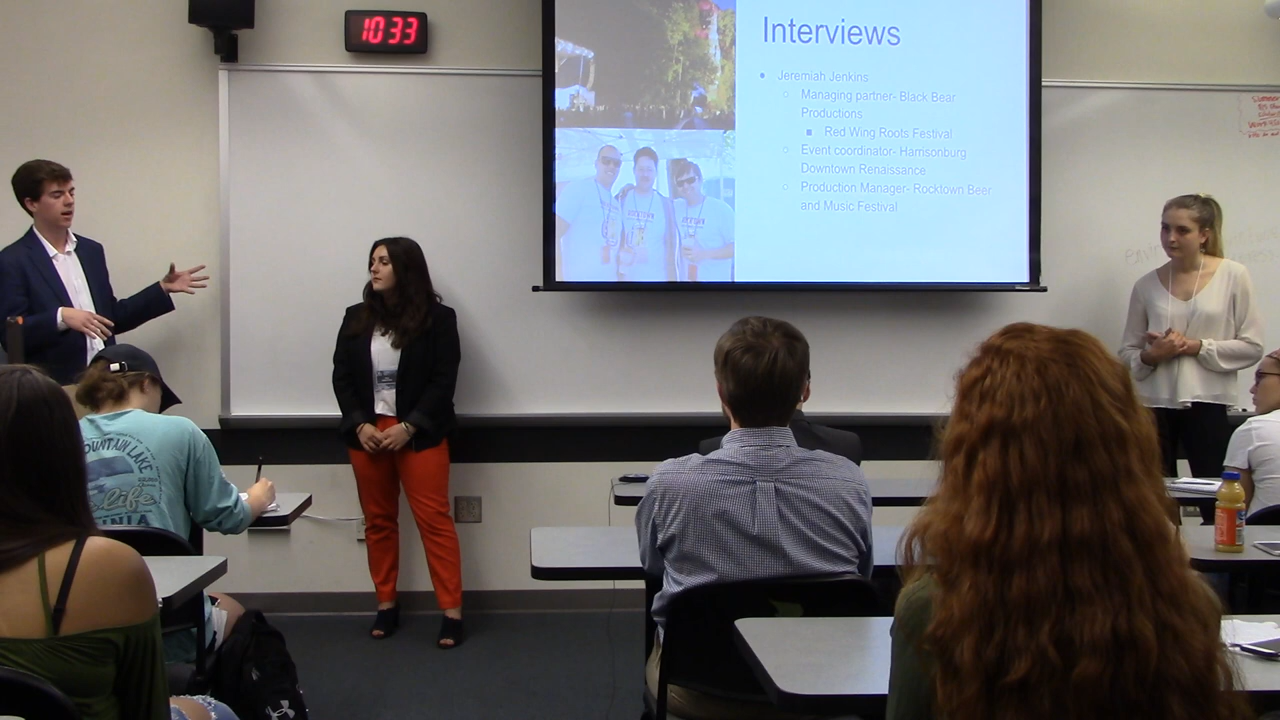 10 33
Interviews
Jeremiah Jenkins
Managing partner- Black Bear
Productions
Red Wing Roots Festival
Event coordinator- Harrisonburg
Downtown Renaissance
Production Manager- Rocktown Beer
and Music Festival
MOUNTAIN LAKE
life